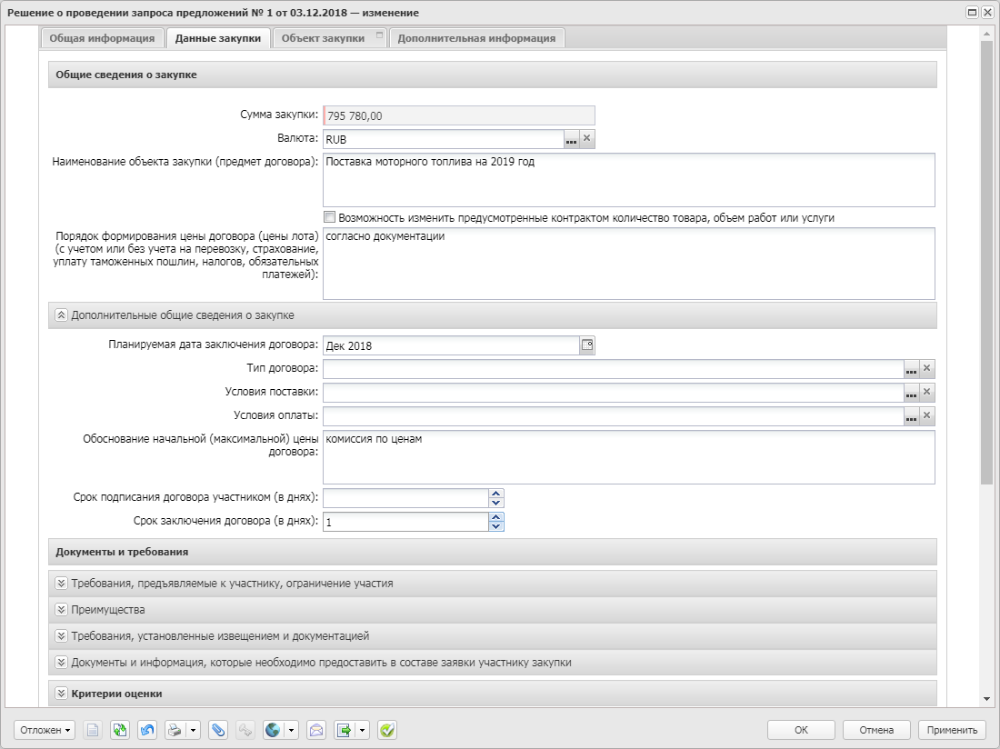 Решение о проведении запроса предложений № 1 от 03.12.2018 — изменение
Общая информация
Данные закупки
Объект закупки
Дополнительная информация
Общие сведения о закупке
Сумма закупки: 795 780,00
Валюта: RUB
Наименование объекта закупки (предмет договора): Поставка моторного топлива на 2019 год
Возможность изменить предусмотренные контрактом количество товара, объем работ или услуги
Порядок формирования цены договора (цены лота) согласно документации
(с учетом или без учета на перевозку, страхование,
уплату таможенных пошлин, налогов, обязательных
платежей):
Дополнительные общие сведения о закупке
Планируемая дата заключения договора: Дек 2018
Тип договора:
Условия поставки:
Условия оплаты:
Обоснование начальной (максимальной) цены комиссия по ценам
договора:
Срок подписания договора участником (в днях):
Срок заключения договора (в днях): 1
Документы и требования
Требования, предъявляемые к участнику, ограничение участия
Преимущества
Требования, установленные извещением и документацией
Документы и информация, которые необходимо предоставить в составе заявки участнику закупки
Критерии оценки
Отложен
ОК
Отмена
Применить